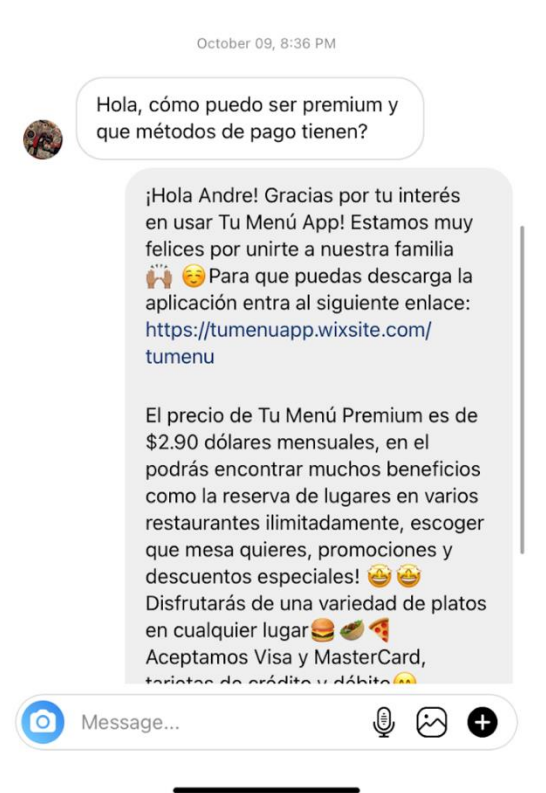 October 09, 8:36 PM
Hola, cómo puedo ser premium y
que métodos de pago tienen?
¡Hola Andre! Gracias por tu interés
en usar Tu Menú App! Estamos muy
felices por unirte a nuestra familia
🙌🏽 ☺️Para que puedas descarga la
aplicación entra al siguiente enlace:
https://tumenuapp.wixsite.com/
tumenu
El precio de Tu Menú Premium es de
$2.90 dólares mensuales, en el
podrás encontrar muchos beneficios
como la reserva de lugares en varios
restaurantes ilimitadamente, escoger
que mesa quieres, promociones y
descuentos especiales! 🤩 🤩
Disfrutarás de una variedad de platos
en cualquier lugar🍔 🥙 🍕
Aceptamos Visa y MasterCard,
tarjetas de crédito y débito😁
Message...